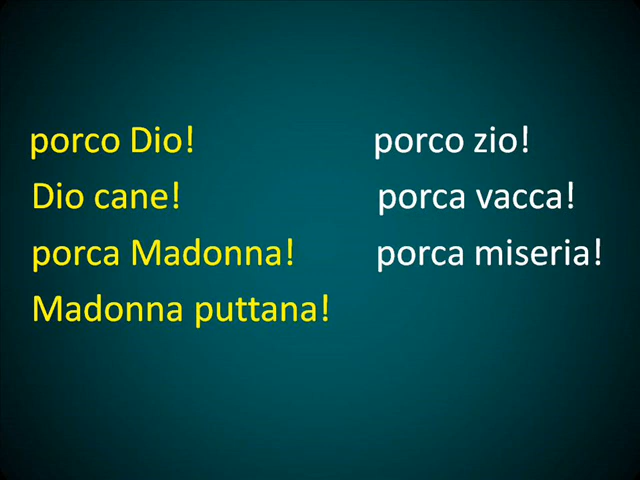 porco Dio!
Dio cane!
porca Madonna!
Madonna puttana!
porco zio!
porca vacca!
porca miseria!